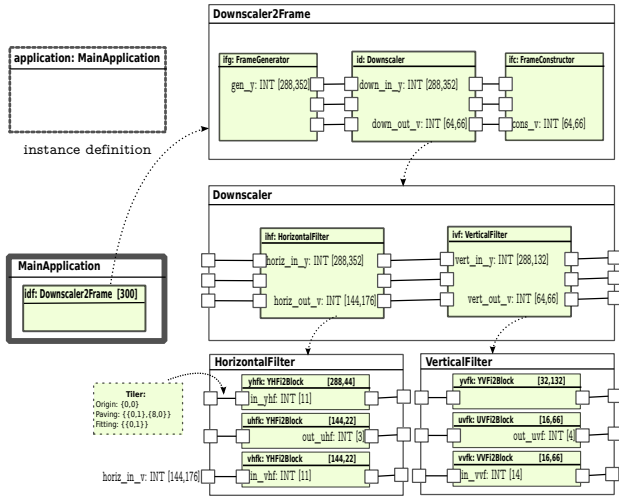 Downscaler2Frame
application: MainApplication
ifg: FrameGenerator
id: Downscaler
ifc: FrameConstructor
gen_y: INT [288,352]
down_in_y: INT [288,352]
down_out_v: INT [64,66]
cons_v: INT [64,66]
instance definition
Downscaler
ihf: HorizontalFilter
ivf: VerticalFilter
horiz_in_y: INT [288,352]
vert_in_y: INT [288,132]
horiz_out_v: INT [144,176]
vert_out_v: INT [64,66]
MainApplication
idf: Downscaler2Frame [300]
HorizontalFilter
VerticalFilter
yhfk: YHFi2Block [288,44]
in_yhf: INT [11]
uhfk: YHFi2Block [144,22]
out_uhf: INT [3]
vhfk: YHFi2Block [144,22]
in_vhf: INT [11]
yvfk: YVFi2Block [32,132]
uvfk: UVFi2Block [16,66]
out_uvf: INT [4]
vvfk: VVFi2Block [16,66]
in_vvf: INT [14]
Tiler:
Origin: {0,0}
Paving: {{0,1},{8,0}}
Fitting: {{0,1}}
horiz_in_v: INT [144,176]